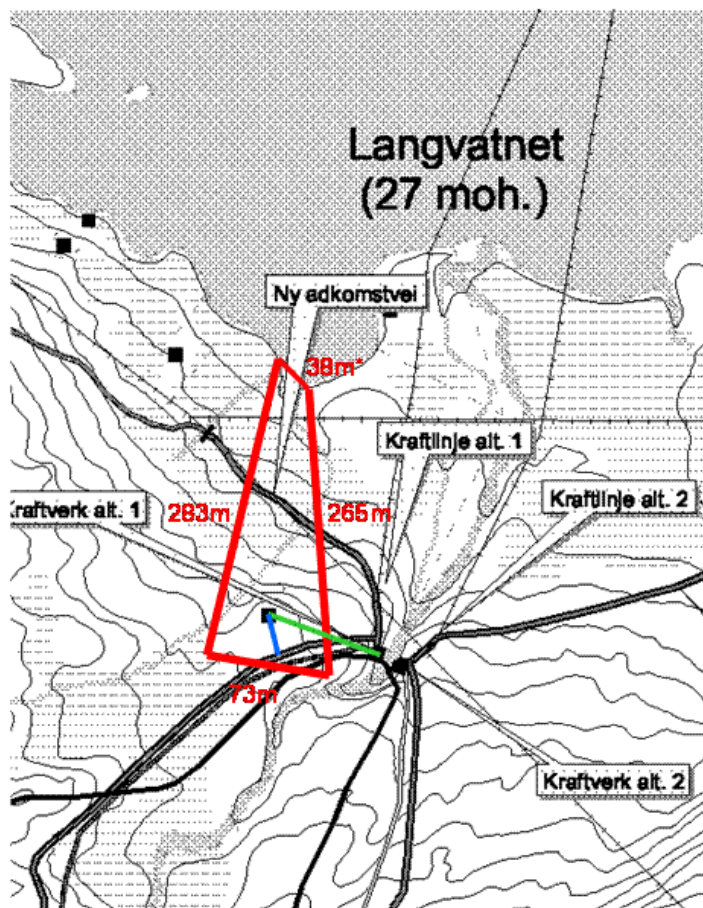 Langvatnet
(27 moh.)
Ny adkomstvei
38m*
Kraftlinje alt. 1
Kraftverk alt. 1
283m
265m
Kraftlinje alt. 2
73m
Kraftverk alt. 2